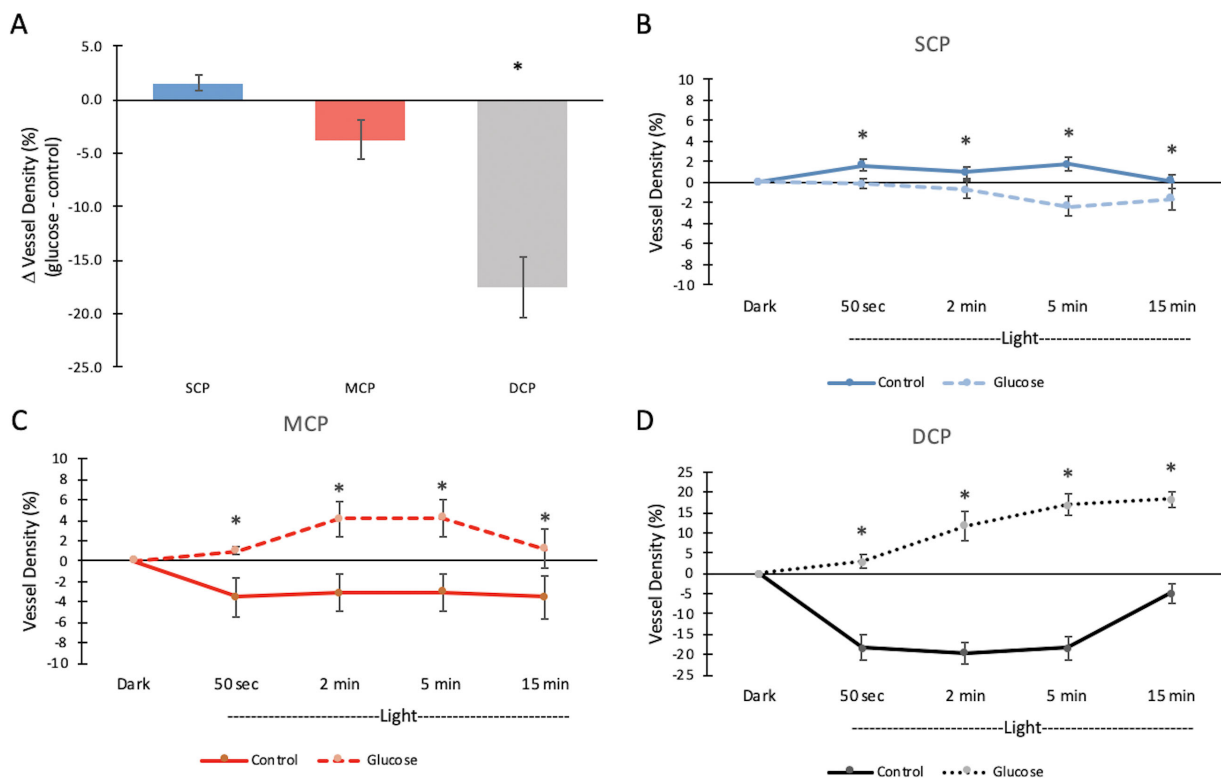 A
5.0
0.0
-5.0
-10.0
-15.0
-20.0
-25.0
Δ Vessel Density (%)
(glucose - control)
*
SCP
MCP
DCP
B
SCP
10
8
6
4
2
0
-2
-4
-6
-8
-10
Vessel Density (%)
* * * *
Dark 50 sec 2 min 5 min 15 min
--------------------Light--------------------
Control Glucose
C
MCP
10
8
6
4
2
0
-2
-4
-6
-8
-10
Vessel Density (%)
* * * *
Dark 50 sec 2 min 5 min 15 min
--------------------Light--------------------
Control Glucose
D
DCP
25
20
15
10
5
0
-5
-10
-15
-20
-25
Vessel Density (%)
* * * *
Dark 50 sec 2 min 5 min 15 min
--------------------Light--------------------
Control Glucose